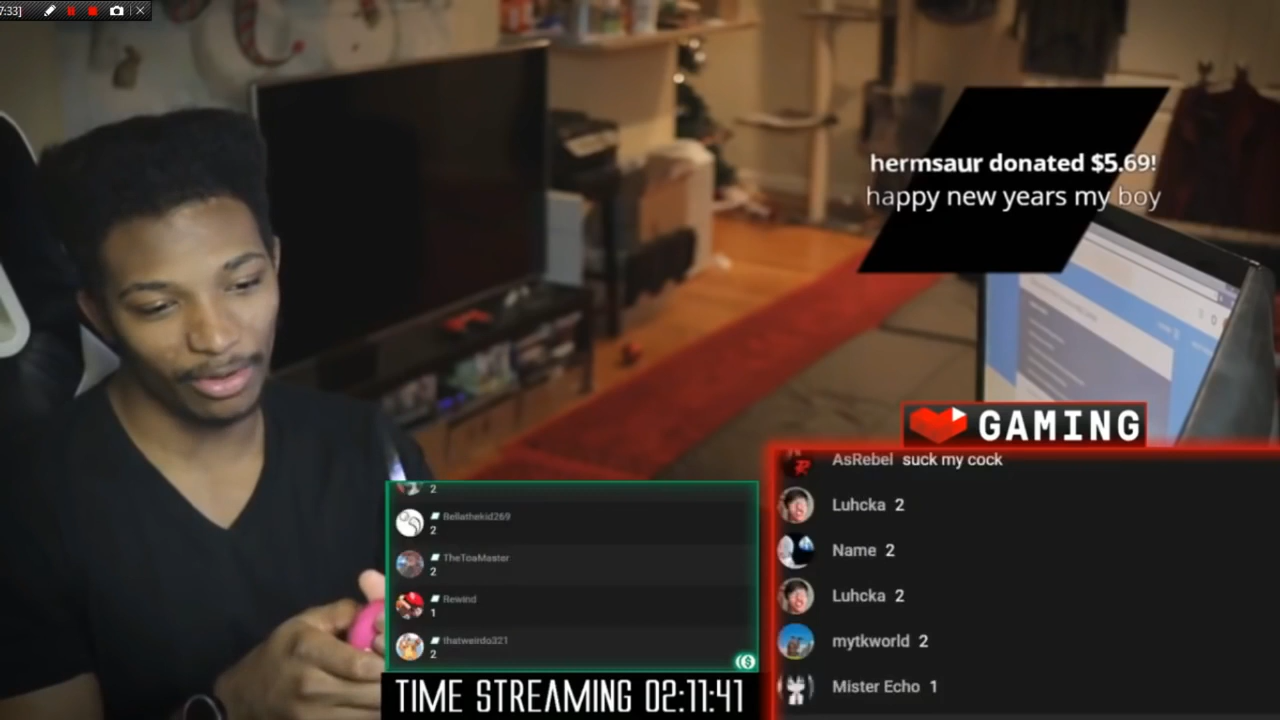 7:33]
hermsaur donated $5.69!
happy new years my boy
GAMING
AsRebel suck my cock
Luhcka 2
Name 2
Luhcka 2
mytkworld 2
Mister Echo 1
2
Bellathekid269
2
TheToaMaster
2
Rewind
1
thatweirdo321
2
TIME STREAMING 02:11:41